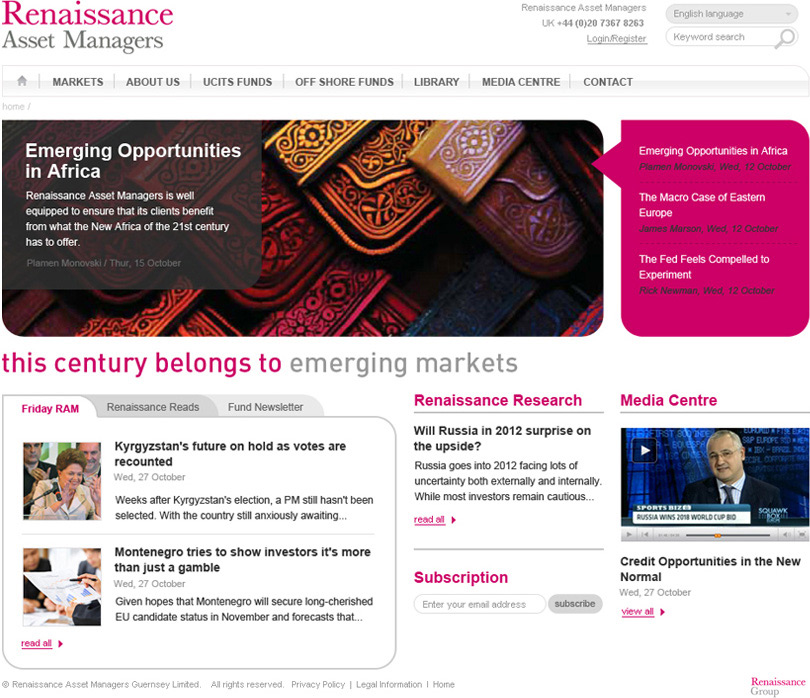 Renaissance
Asset Managers
Renaissance Asset Managers
UK +44 (0)20 7367 8263
Login/Register
English language
Keyword search
MARKETS
ABOUT US
UCITS FUNDS
OFF SHORE FUNDS
LIBRARY
MEDIA CENTRE
CONTACT
home /
Emerging Opportunities
in Africa
Renaissance Asset Managers is well
equipped to ensure that its clients benefit
from what the New Africa of the 21st century
has to offer.
Plamen Monovski / Thur, 15 October
Emerging Opportunities in Africa
Plamen Monovski, Wed, 12 October
The Macro Case of Eastern
Europe
James Marson, Wed, 12 October
The Fed Feels Compelled to
Experiment
Rick Newman, Wed, 12 October
this century belongs to emerging markets
Friday RAM
Renaissance Reads
Fund Newsletter
Kyrgyzstan's future on hold as votes are
recounted
Wed, 27 October
Weeks after Kyrgyzstan's election, a PM still hasn't been
selected. With the country still anxiously awaiting...
Montenegro tries to show investors it's more
than just a gamble
Wed, 27 October
Given hopes that Montenegro will secure long-cherished
EU candidate status in November and forecasts that...
read all
Renaissance Research
Will Russia in 2012 surprise on
the upside?
Russia goes into 2012 facing lots of
uncertainty both externally and internally.
While most investors remain cautious...
read all
Subscription
Enter your email address
subscribe
Media Centre
SPORTS BIZ
RUSSIA WINS 2018 WORLD CUP BID
SQUAWK
BOX
Credit Opportunities in the New
Normal
Wed, 27 October
view all
© Renaissance Asset Managers Guernsey Limited. All rights reserved. Privacy Policy | Legal Information | Home
Renaissance
Group